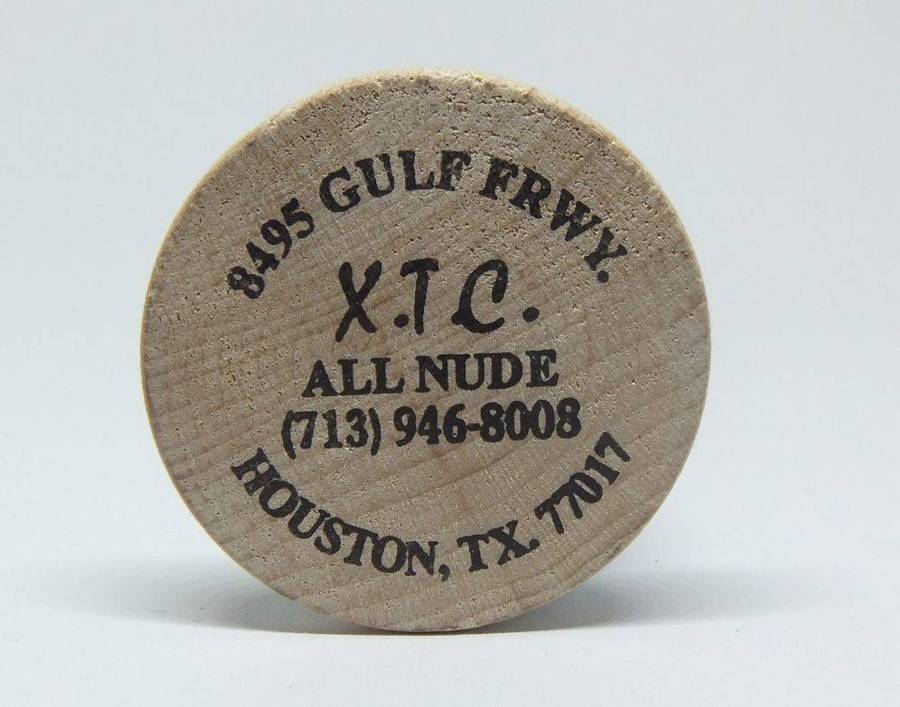 8495 GULF FRWY.
X.T.C.
ALL NUDE
(713) 946-8008
HOUSTON, TX. 77017